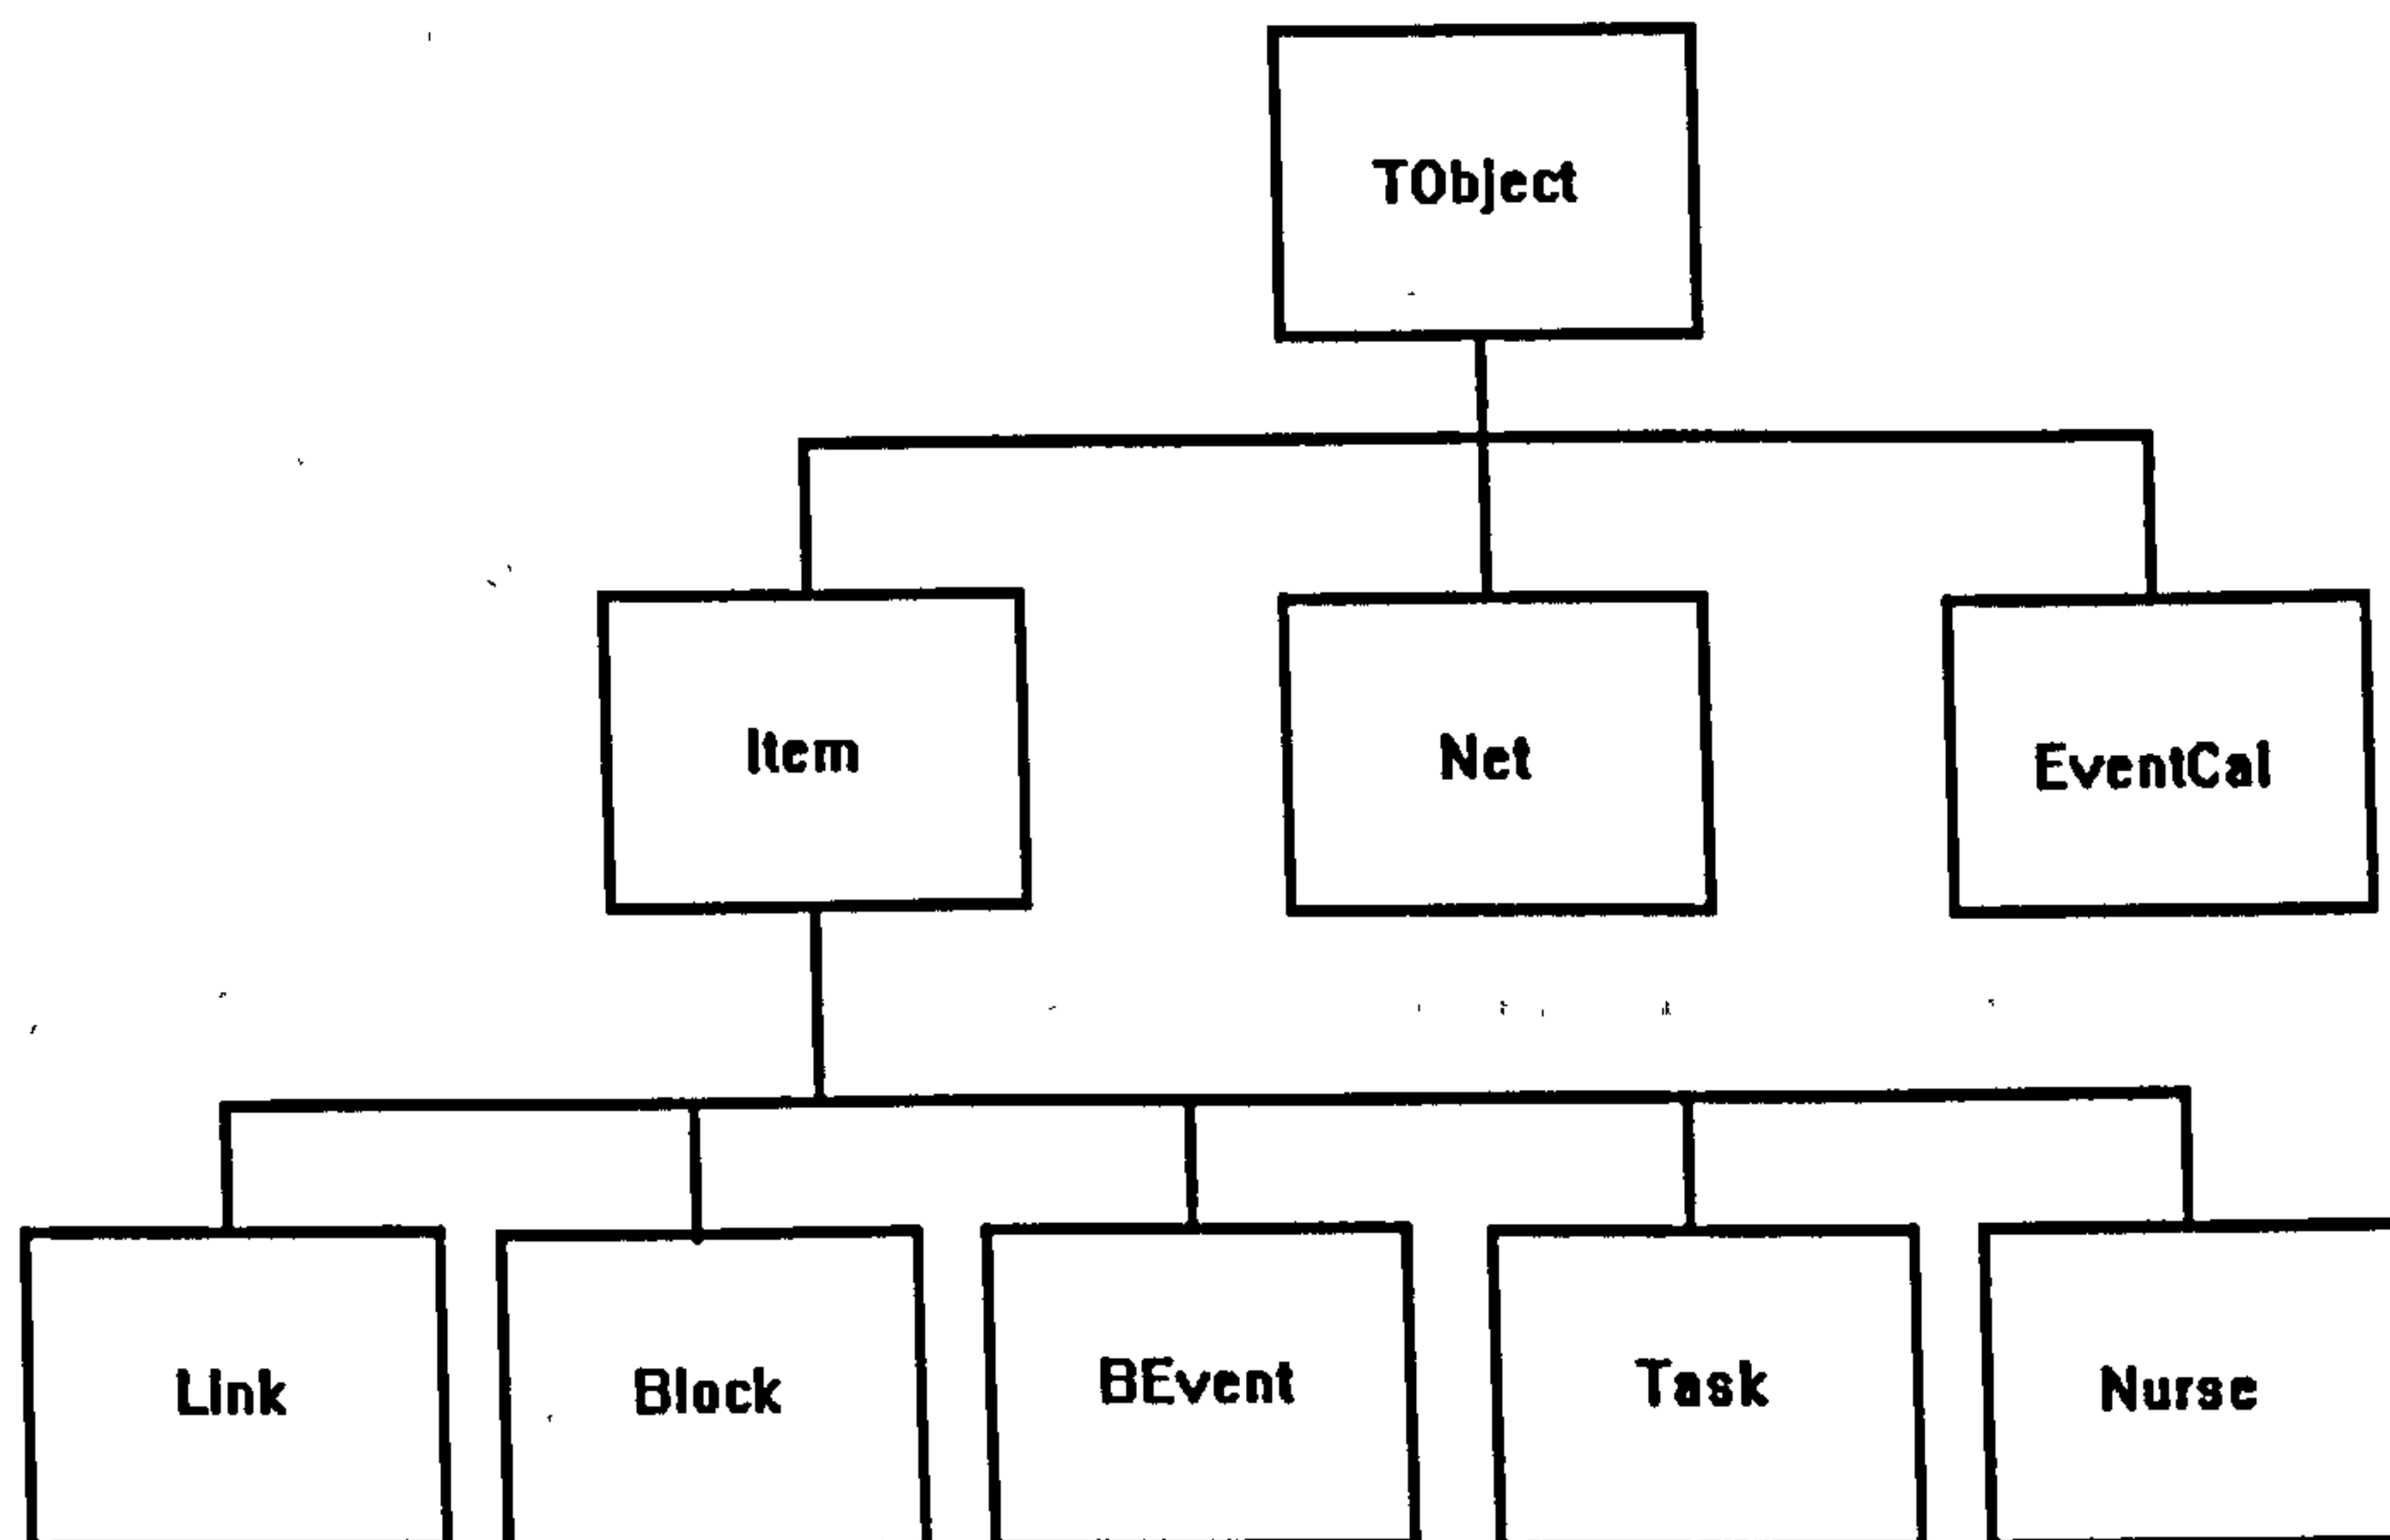 TObject
Item
Net
EventCal
Link
Block
BEvent
Task
Nurse